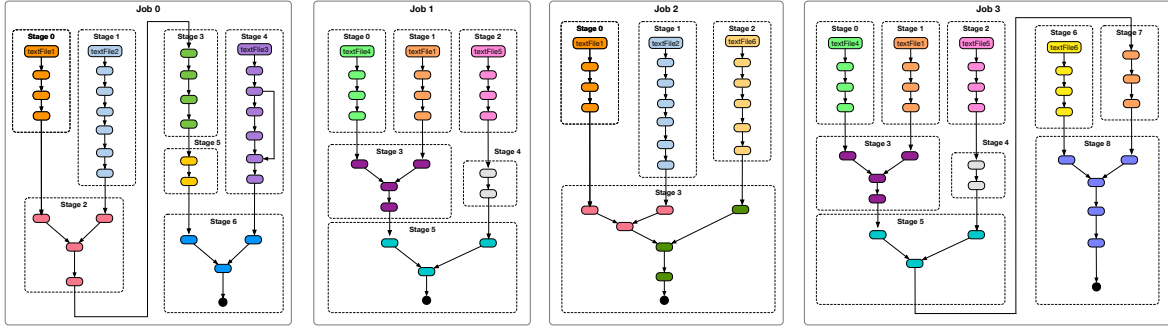 Job 0
Stage 0
Stage 1
Stage 3
Stage 4
textFile1
textFile2
textFile3
Stage 5
Stage 2
Stage 6
Job 1
Stage 0
Stage 1
Stage 2
textFile4
textFile1
textFile5
Stage 3
Stage 4
Stage 5
Job 2
Stage 0
Stage 1
Stage 2
textFile1
textFile2
textFile6
Stage 3
Job 3
Stage 0
Stage 1
Stage 2
Stage 6
Stage 7
textFile4
textFile1
textFile5
textFile6
Stage 3
Stage 4
Stage 8
Stage 5